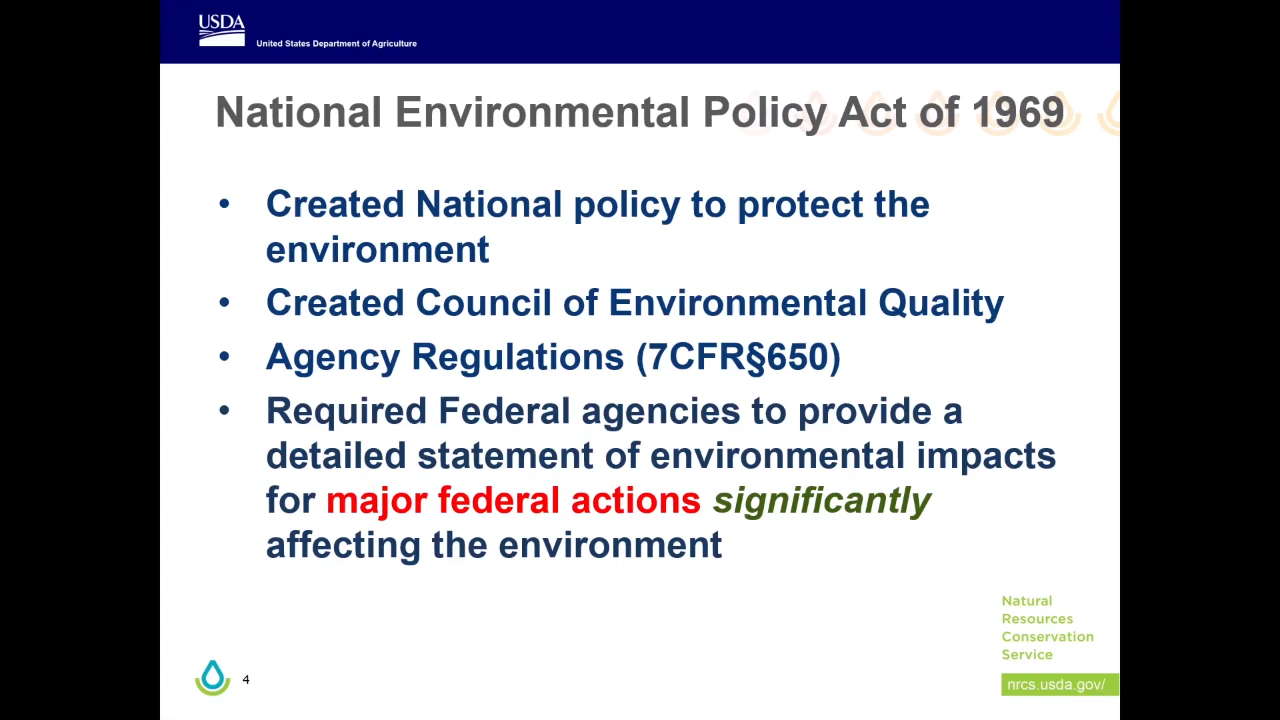 USDA
United States Department of Agriculture
National Environmental Policy Act of 1969
• Created National policy to protect the
environment
• Created Council of Environmental Quality
• Agency Regulations (7CFR§650)
• Required Federal agencies to provide a
detailed statement of environmental impacts
for major federal actions significantly
affecting the environment
Natural
Resources
Conservation
Service
nrcs.usda.gov/
4